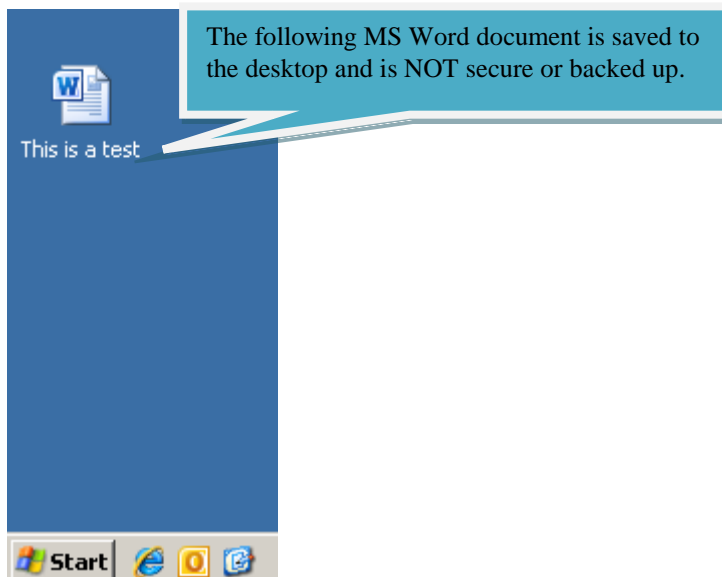 The following MS Word document is saved to
the desktop and is NOT secure or backed up.
W
This is a test
Start